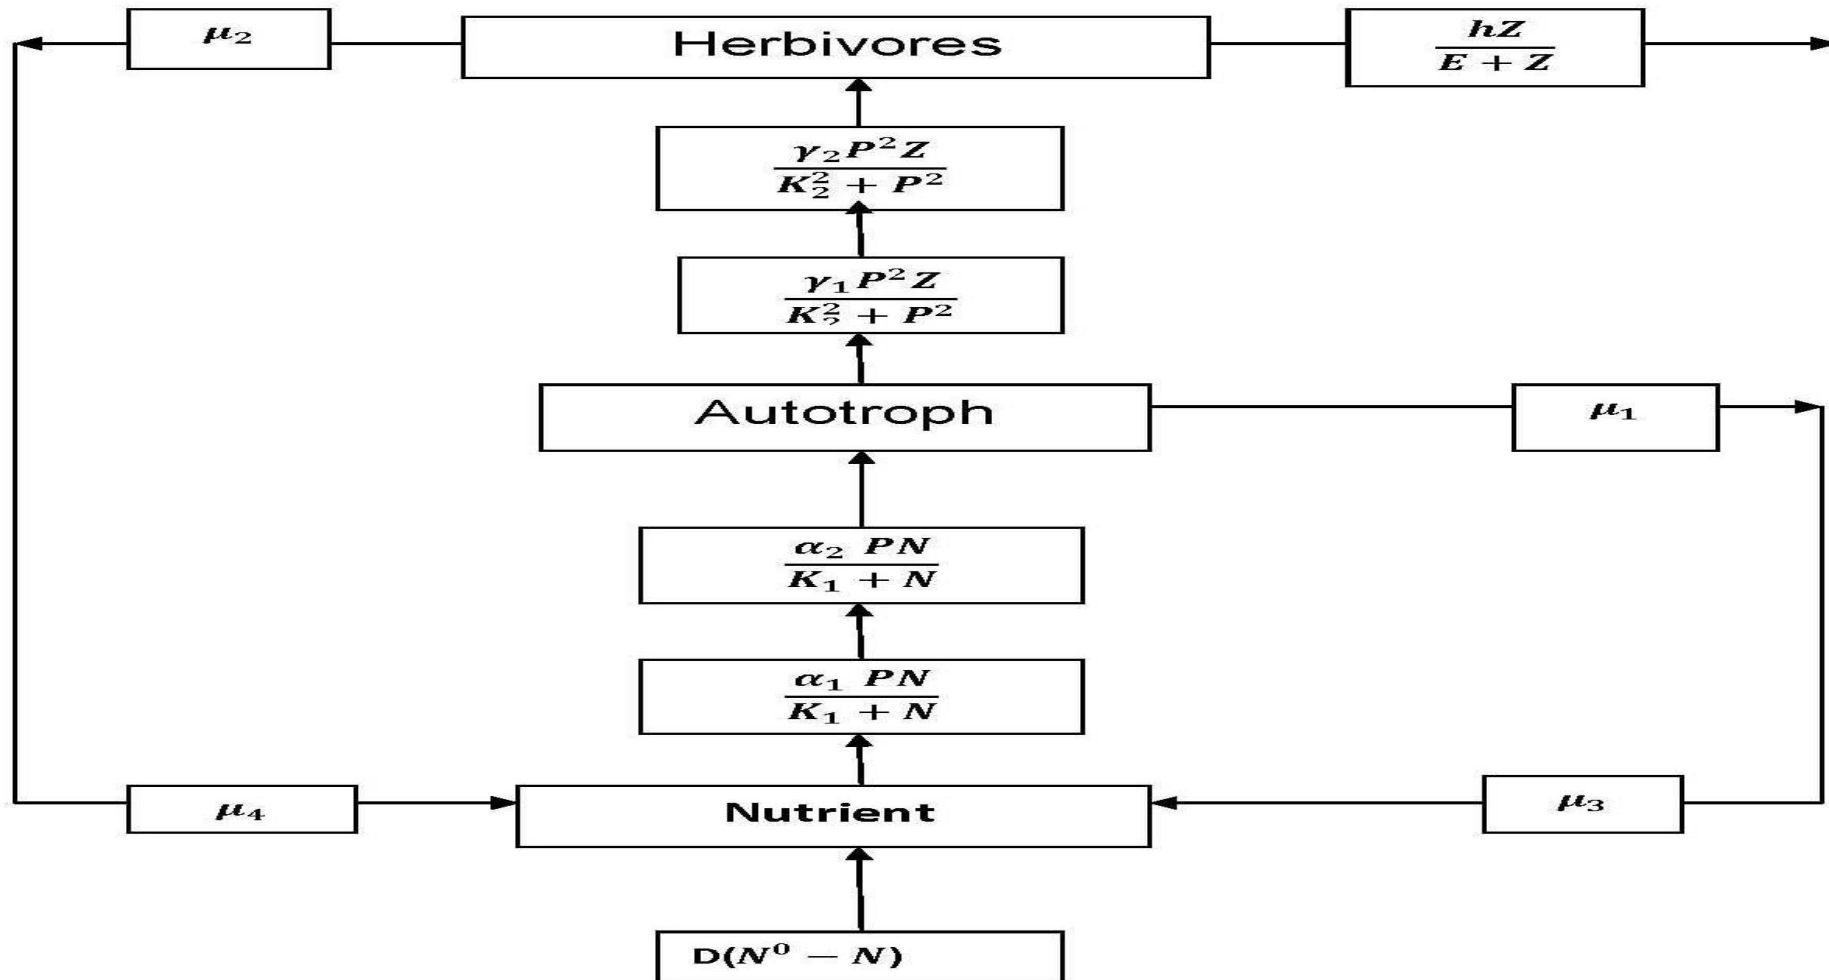 μ₂
Herbivores
hZ
E + Z
γ₂P²Z
K₂² + P²
γ₁P²Z
K₂² + P²
Autotroph
μ₁
α₂ PN
K₁ + N
α₁ PN
K₁ + N
μ₄
Nutrient
μ₃
D(N⁰ − N)